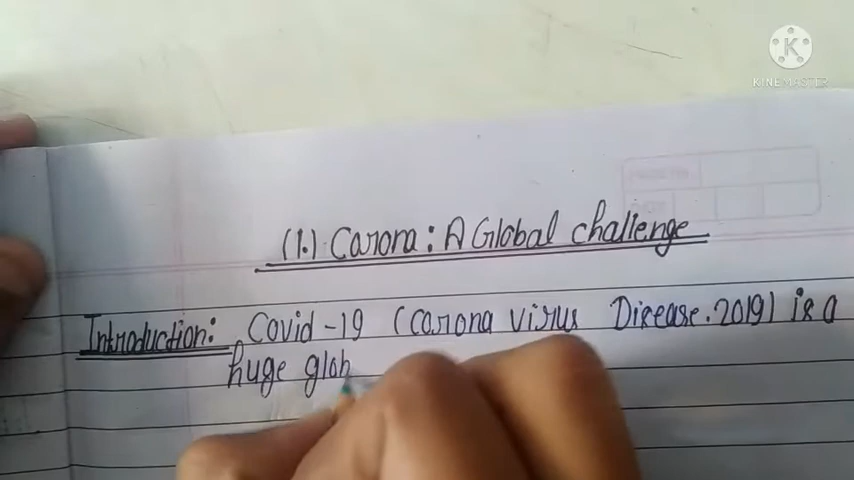 KINEMASTER
(1.) Carona: A Global challenge
Introduction: Covid-19 (Carona virus Disease.2019) is a
huge glob